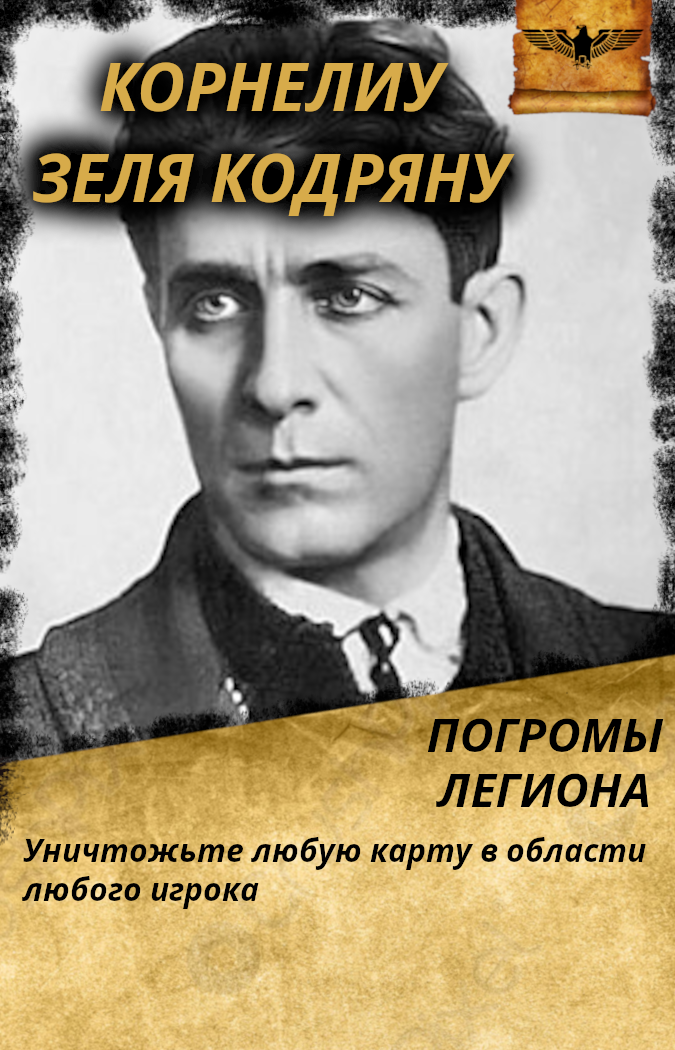 КОРНЕЛИУ
ЗЕЛЯ КОДРЯНУ
ПОГРОМЫ
ЛЕГИОНА
Уничтожьте любую карту в области
любого игрока